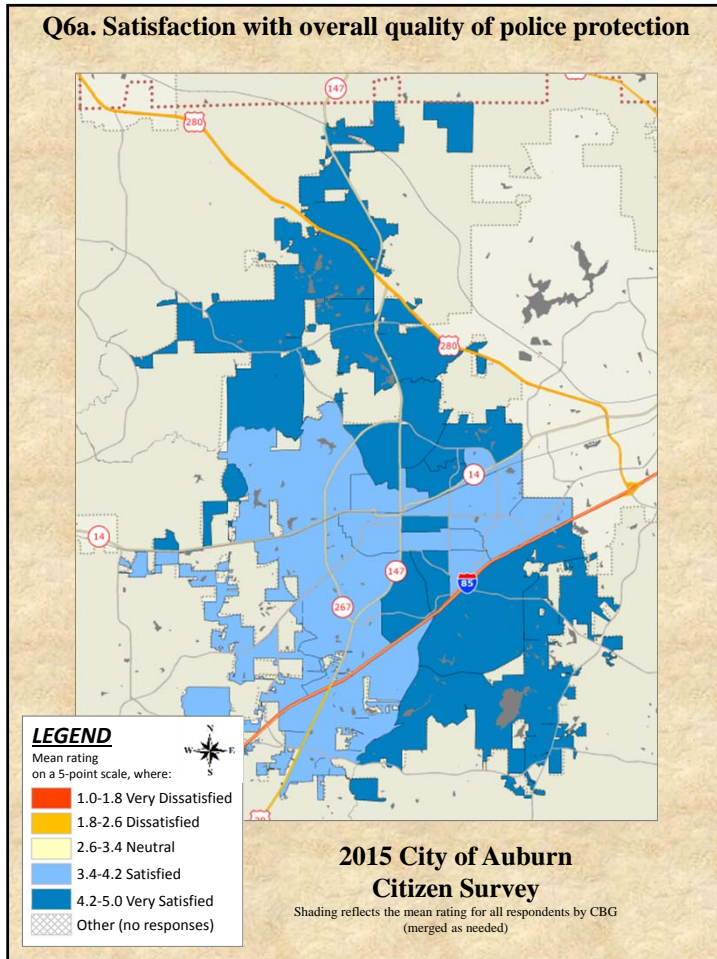 Q6a. Satisfaction with overall quality of police protection
147
280
280
14
14
147
85
267
LEGEND
Mean rating
on a 5-point scale, where:
N
W E
S
1.0-1.8 Very Dissatisfied
1.8-2.6 Dissatisfied
2.6-3.4 Neutral
3.4-4.2 Satisfied
4.2-5.0 Very Satisfied
Other (no responses)
2015 City of Auburn
Citizen Survey
Shading reflects the mean rating for all respondents by CBG
(merged as needed)